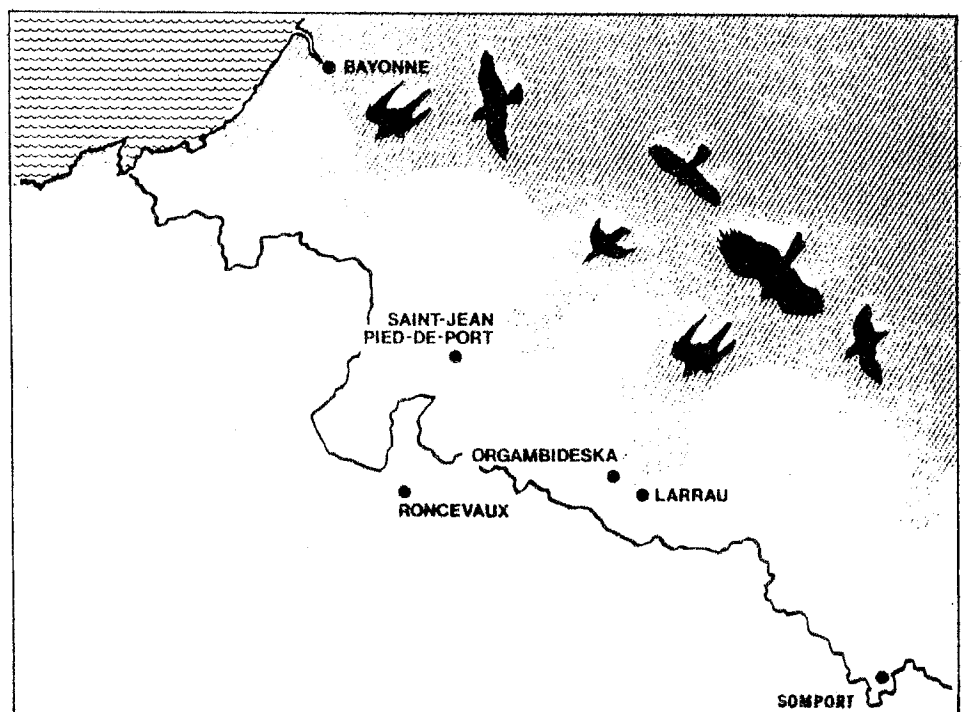 BAYONNE
SAINT-JEAN
PIED-DE-PORT
ORGAMBIDESKA
LARRAU
RONCEVAUX
SOMPORT